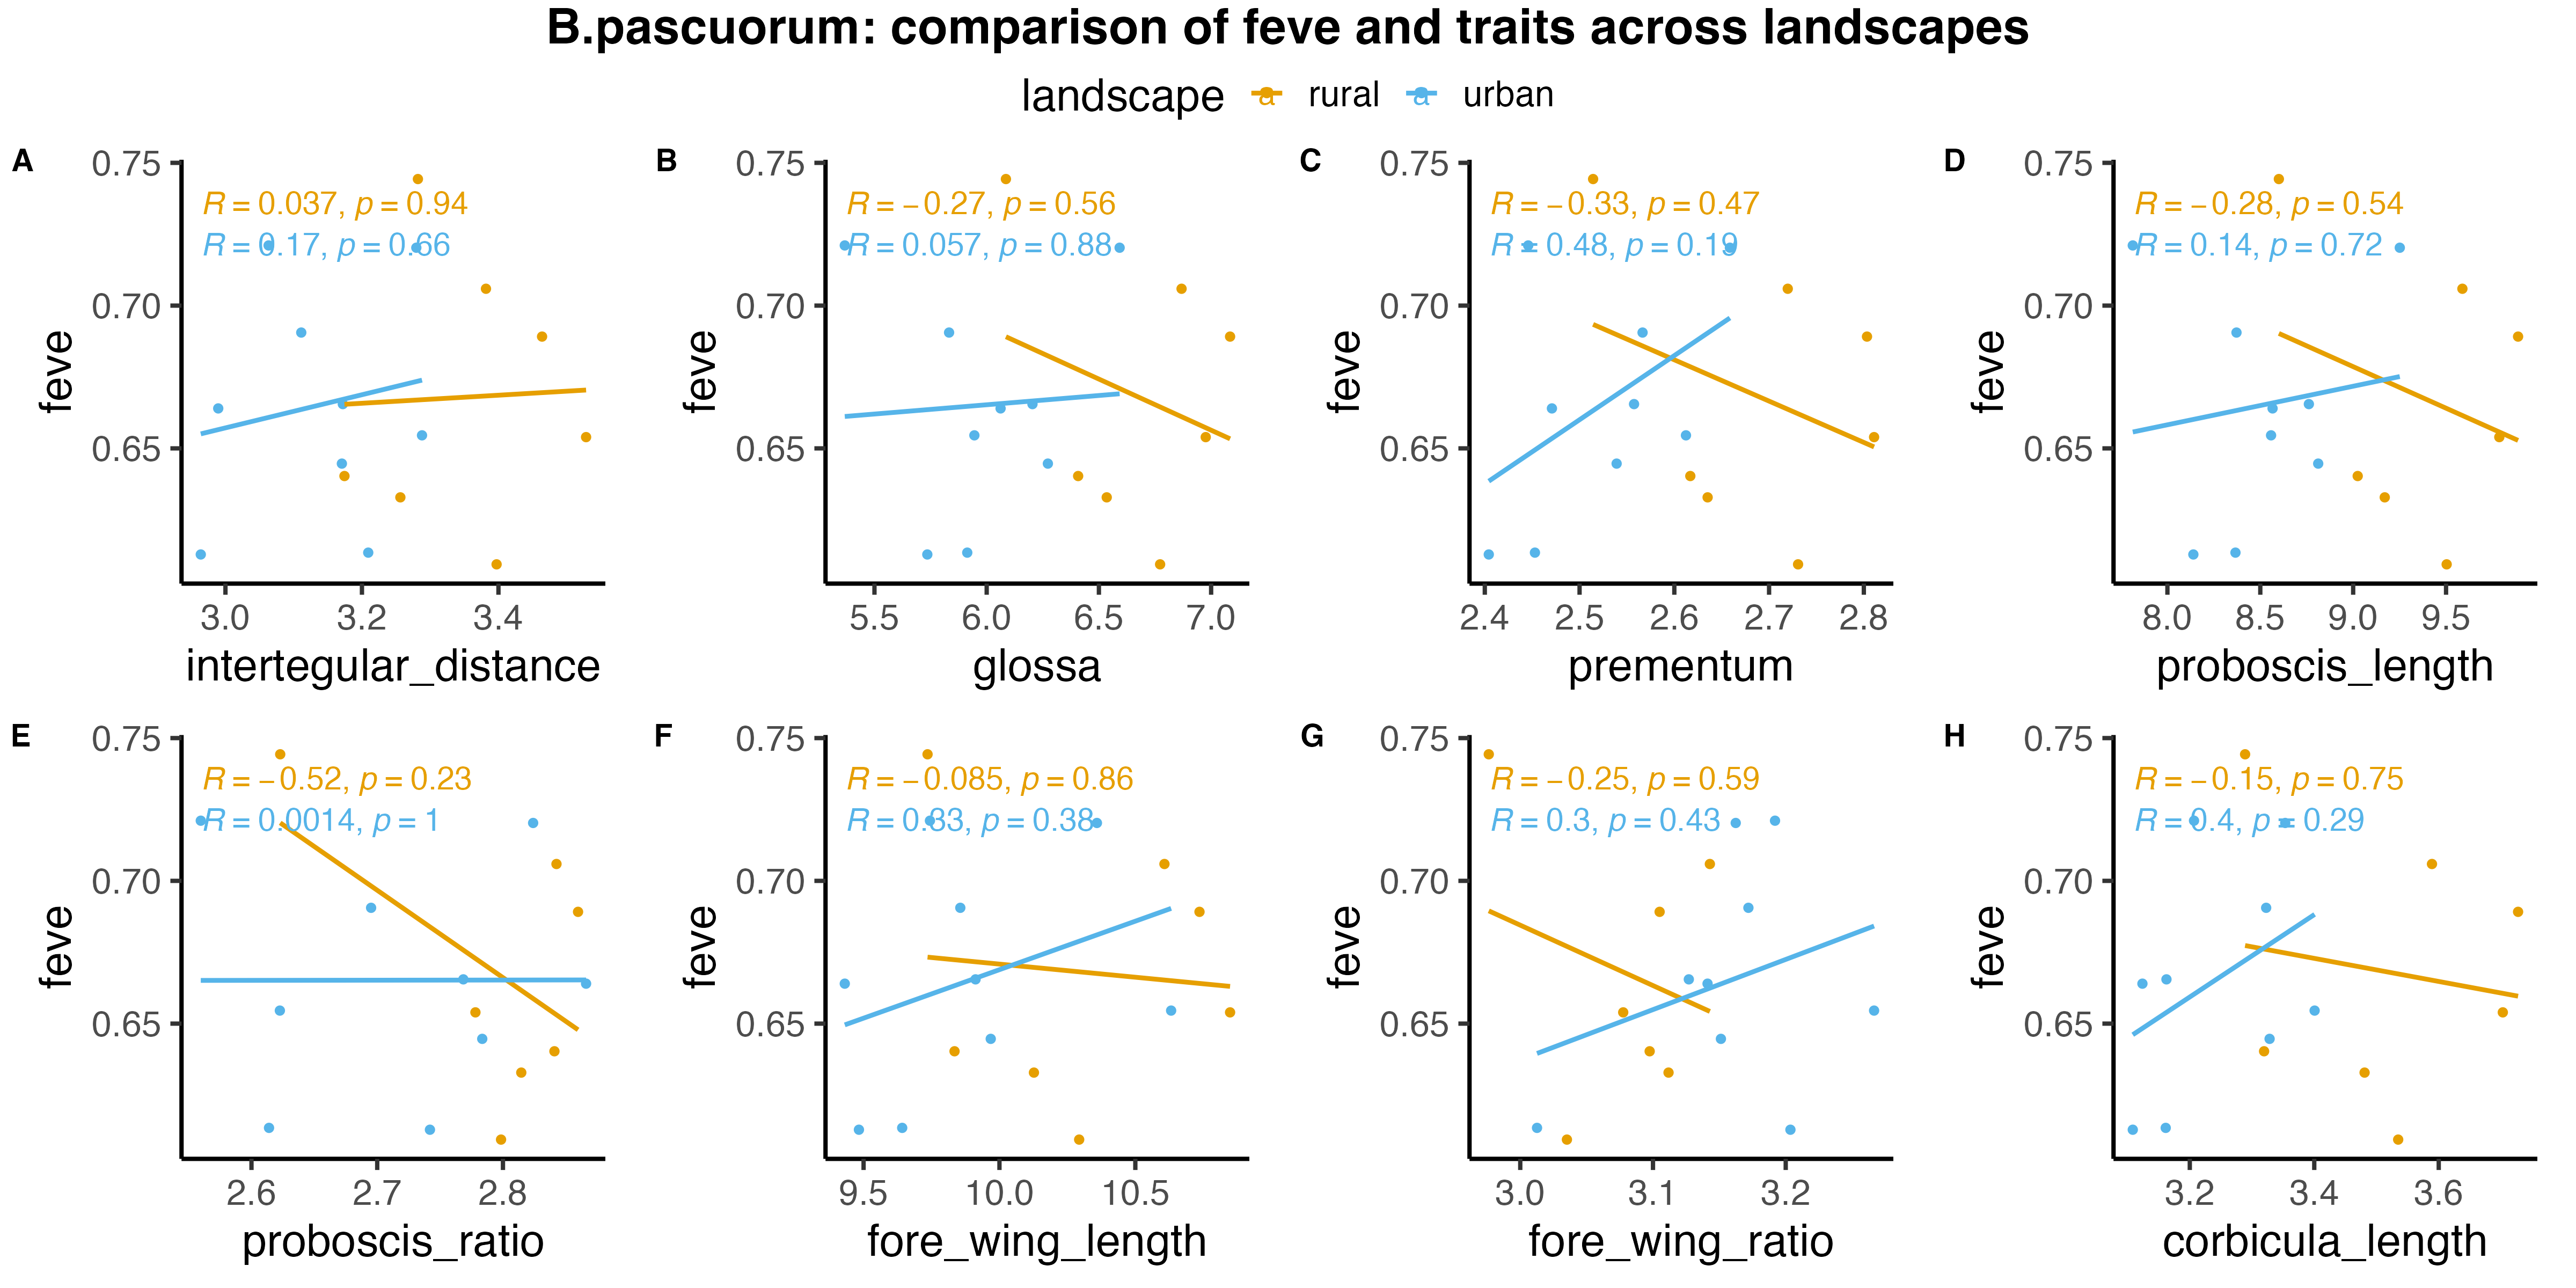 B.pascuorum: comparison of feve and traits across landscapes
landscape a rural a urban
A
0.75
0.70
0.65
feve
R = 0.037, p = 0.94
R = 0.17, p = 0.66
3.0 3.2 3.4
intertegular_distance
B
0.75
0.70
0.65
feve
R = −0.27, p = 0.56
R = 0.057, p = 0.88
5.5 6.0 6.5 7.0
glossa
C
0.75
0.70
0.65
feve
R = −0.33, p = 0.47
R = 0.48, p = 0.19
2.4 2.5 2.6 2.7 2.8
prementum
D
0.75
0.70
0.65
feve
R = −0.28, p = 0.54
R = 0.14, p = 0.72
8.0 8.5 9.0 9.5
proboscis_length
E
0.75
0.70
0.65
feve
R = −0.52, p = 0.23
R = 0.0014, p = 1
2.6 2.7 2.8
proboscis_ratio
F
0.75
0.70
0.65
feve
R = −0.085, p = 0.86
R = 0.33, p = 0.38
9.5 10.0 10.5
fore_wing_length
G
0.75
0.70
0.65
feve
R = −0.25, p = 0.59
R = 0.3, p = 0.43
3.0 3.1 3.2
fore_wing_ratio
H
0.75
0.70
0.65
feve
R = −0.15, p = 0.75
R = 0.4, p = 0.29
3.2 3.4 3.6
corbicula_length